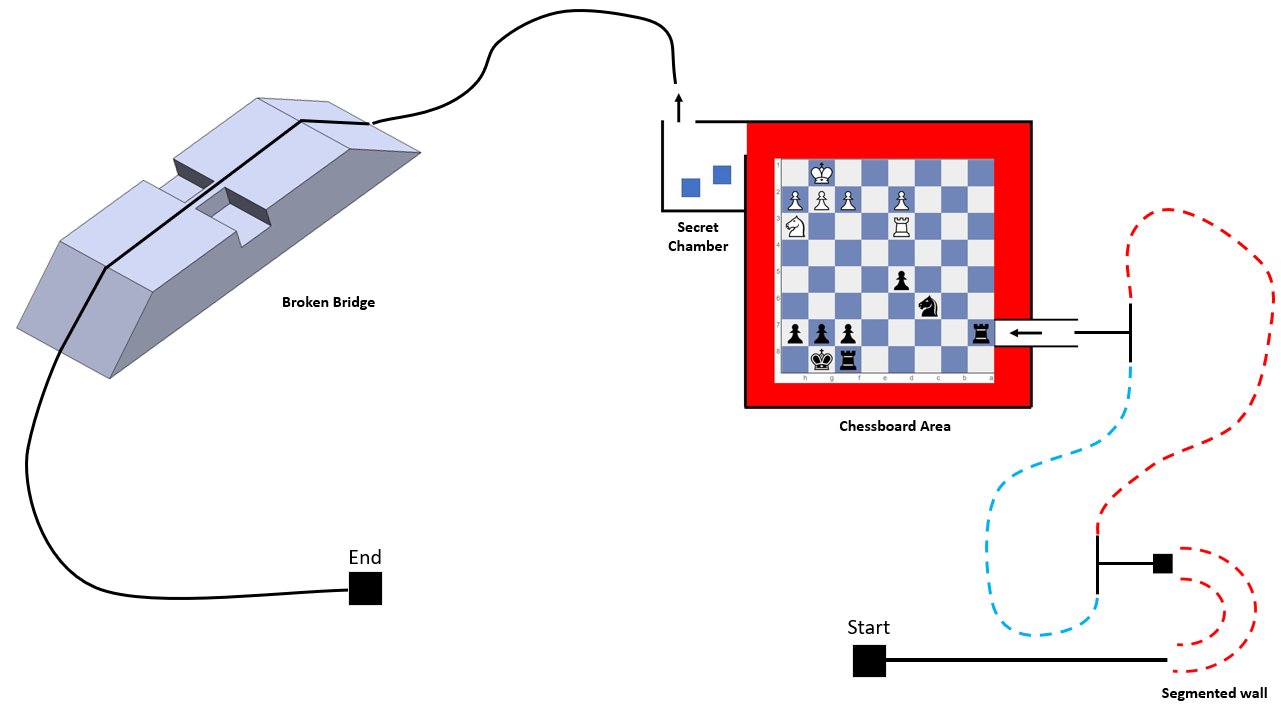 Secret
Chamber
Broken Bridge
1
2
3
4
5
6
7
8
h g f e d c b a
Chessboard Area
End
Start
Segmented wall